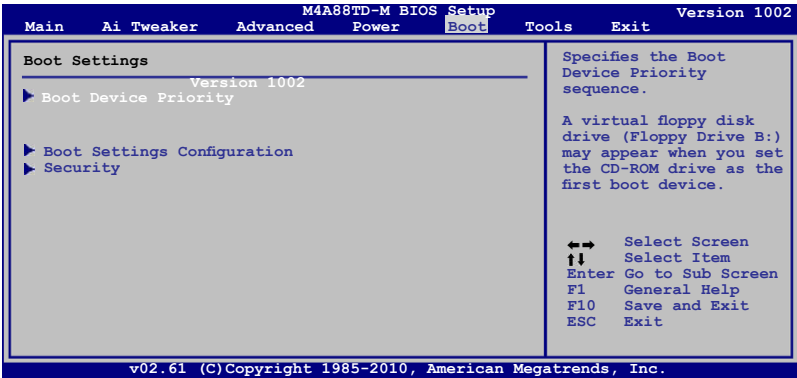 M4A88TD-M BIOS Setup Version 1002
Main Ai Tweaker Advanced Power Boot Tools Exit
Boot Settings
Version 1002
Boot Device Priority
Boot Settings Configuration
Security
Specifies the Boot
Device Priority
sequence.
A virtual floppy disk
drive (Floppy Drive B:)
may appear when you set
the CD-ROM drive as the
first boot device.
Select Screen
Select Item
Enter Go to Sub Screen
F1 General Help
F10 Save and Exit
ESC Exit
v02.61 (C)Copyright 1985-2010, American Megatrends, Inc.